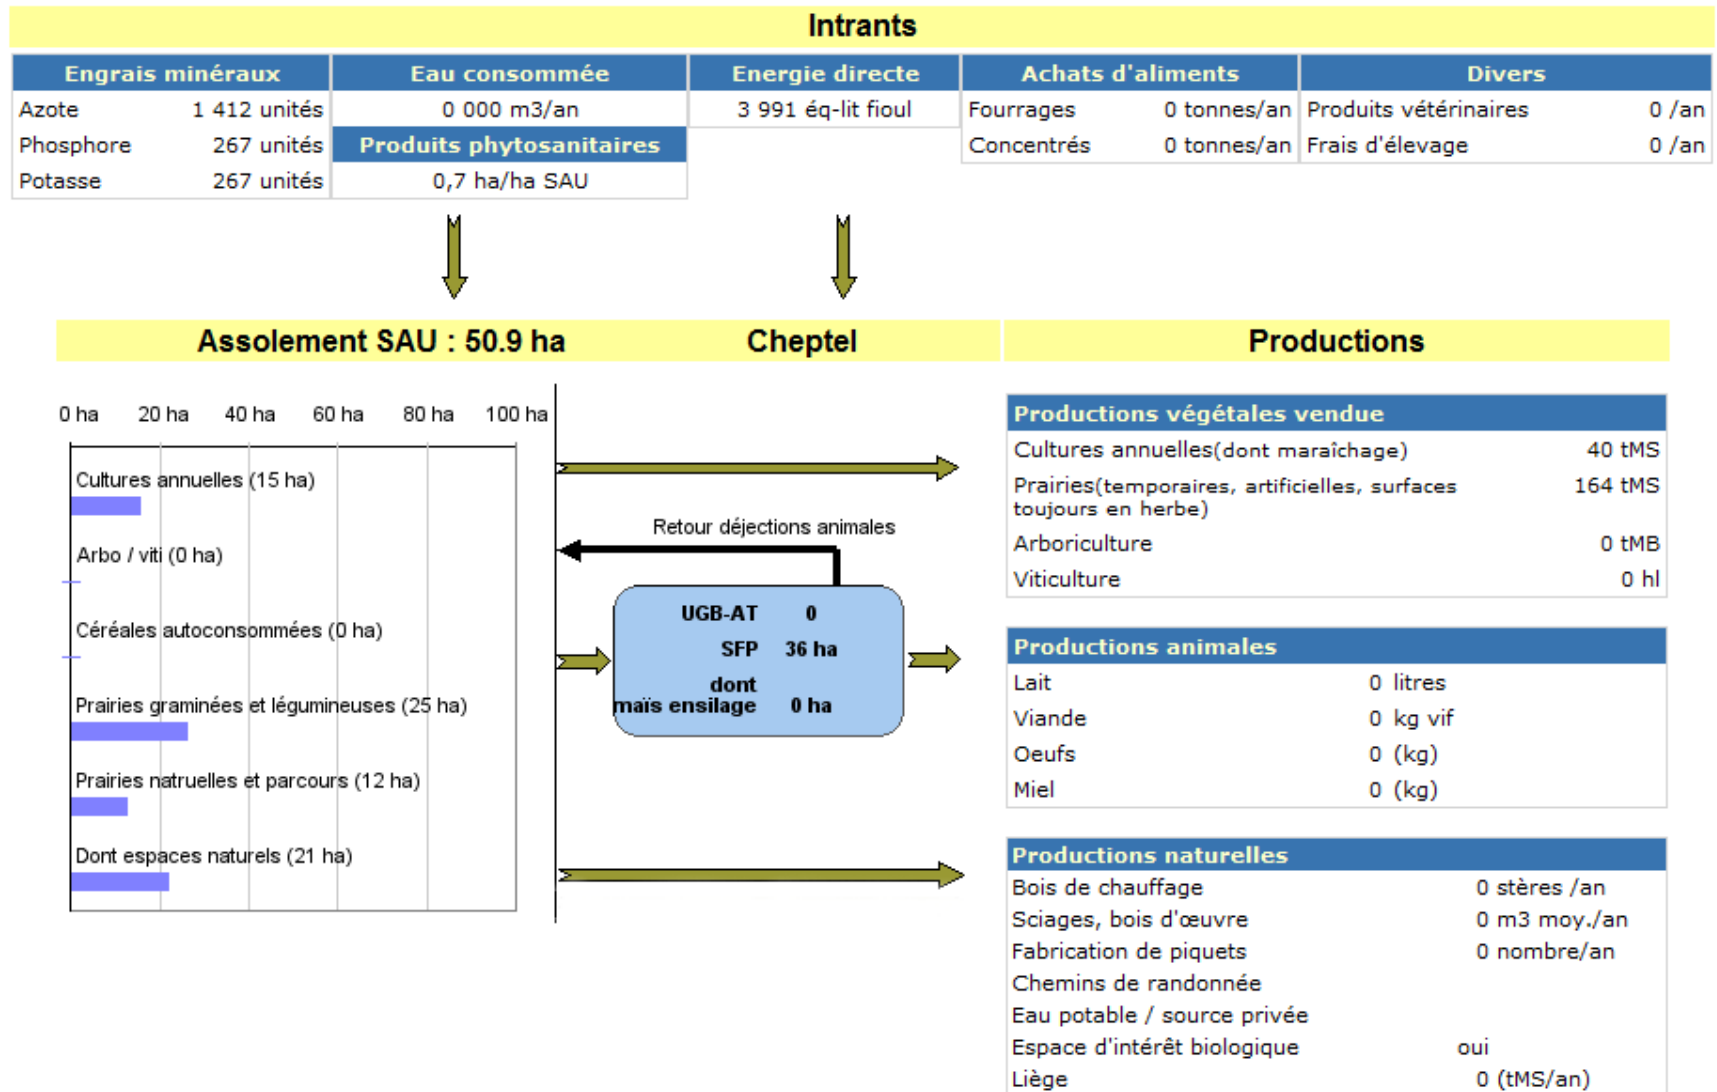 Intrants
Engrais minéraux Eau consommée Energie directe Achats d'aliments Divers
Azote 1 412 unités 0 000 m3/an 3 991 éq-lit fioul Fourrages 0 tonnes/an Produits vétérinaires 0 /an
Phosphore 267 unités Produits phytosanitaires Concentrés 0 tonnes/an Frais d'élevage 0 /an
Potasse 267 unités 0,7 ha/ha SAU
Assolement SAU : 50.9 ha Cheptel Productions
0 ha 20 ha 40 ha 60 ha 80 ha 100 ha
Cultures annuelles (15 ha)
Arbo / viti (0 ha)
Céréales autoconsommées (0 ha)
Prairies graminées et légumineuses (25 ha)
Prairies natruelles et parcours (12 ha)
Dont espaces naturels (21 ha)
Retour déjections animales
UGB-AT 0
SFP 36 ha
dont
maïs ensilage 0 ha
Productions végétales vendue
Cultures annuelles(dont maraîchage) 40 tMS
Prairies(temporaires, artificielles, surfaces 164 tMS
toujours en herbe)
Arboriculture 0 tMB
Viticulture 0 hl
Productions animales
Lait 0 litres
Viande 0 kg vif
Oeufs 0 (kg)
Miel 0 (kg)
Productions naturelles
Bois de chauffage 0 stères /an
Sciages, bois d'œuvre 0 m3 moy./an
Fabrication de piquets 0 nombre/an
Chemins de randonnée
Eau potable / source privée
Espace d'intérêt biologique oui
Liège 0 (tMS/an)